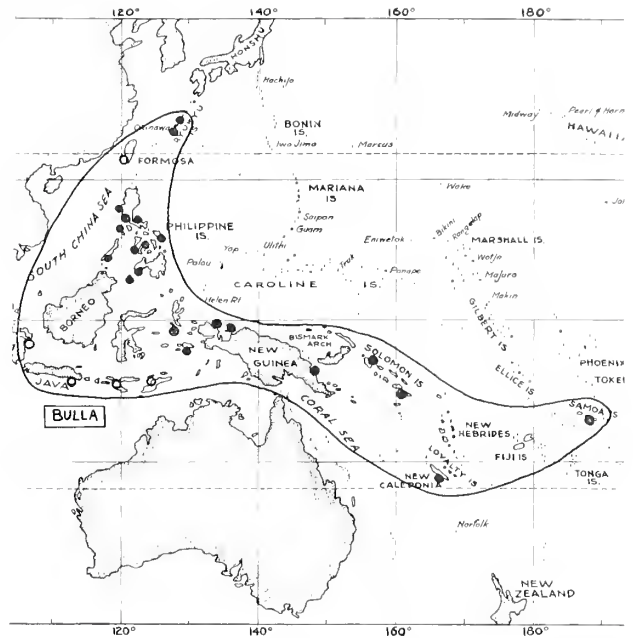 120°
140°
160°
180°
HONSHU
Hachijo
Okinawa
BONIN
IS.
Iwo Jima
Marcus
Midway
HAWAII
FORMOSA
MARIANA
IS
Wake
Saipan
Guam
SOUTH CHINA SEA
PHILIPPINE
IS.
Yap
Ulithi
Truk
Eniwetok
Bikini
Rongelap
MARSHALL IS.
Wotje
Palau
Ponape
Majuro
CAROLINE IS.
Makin
Helen Rf
BORNEO
GILBERT IS
BISMARK
ARCH
NEW
GUINEA
SOLOMON IS
PHOENIX
ELLICE IS
JAVA
BULLA
CORAL SEA
SAMOA IS
NEW
HEBRIDES
FIJI IS
LOYALTY IS
TONGA
IS.
NEW
CALEDONIA
Norfolk
NEW
ZEALAND
120°
140°
160°
180°